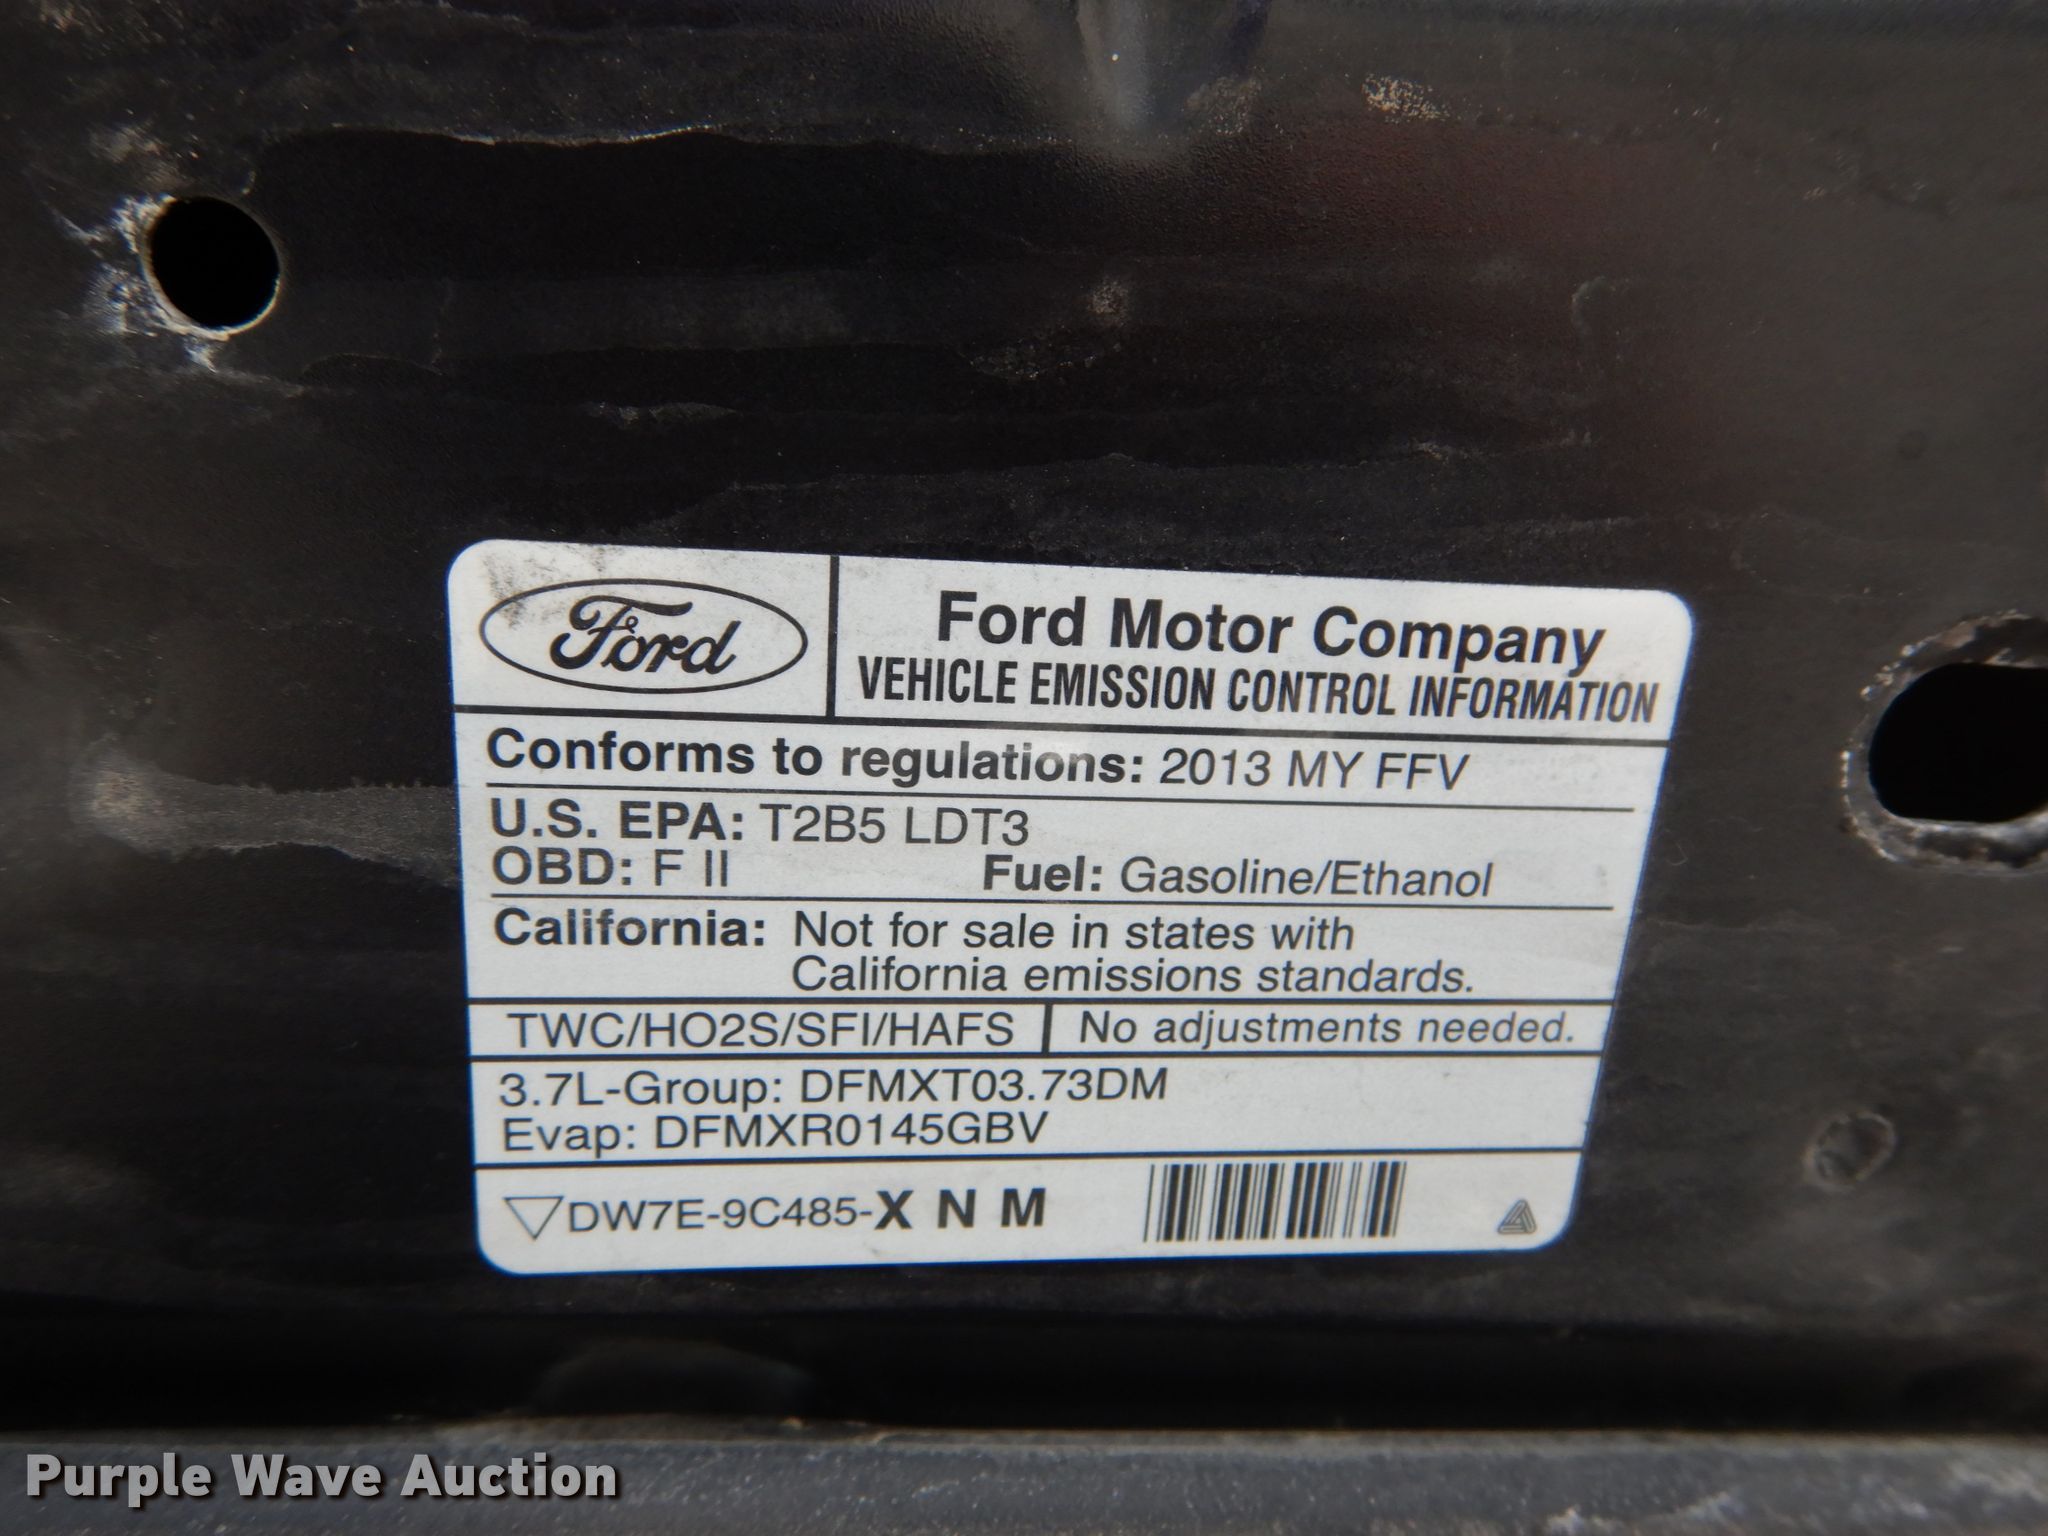 Ford
Ford Motor Company
VEHICLE EMISSION CONTROL INFORMATION
Conforms to regulations: 2013 MY FFV
U.S. EPA: T2B5 LDT3
OBD: F II Fuel: Gasoline/Ethanol
California: Not for sale in states with
California emissions standards.
TWC/HO2S/SFI/HAFS No adjustments needed.
3.7L-Group: DFMXT03.73DM
Evap: DFMXR0145GBV
DW7E-9C485-X N M
Purple Wave Auction